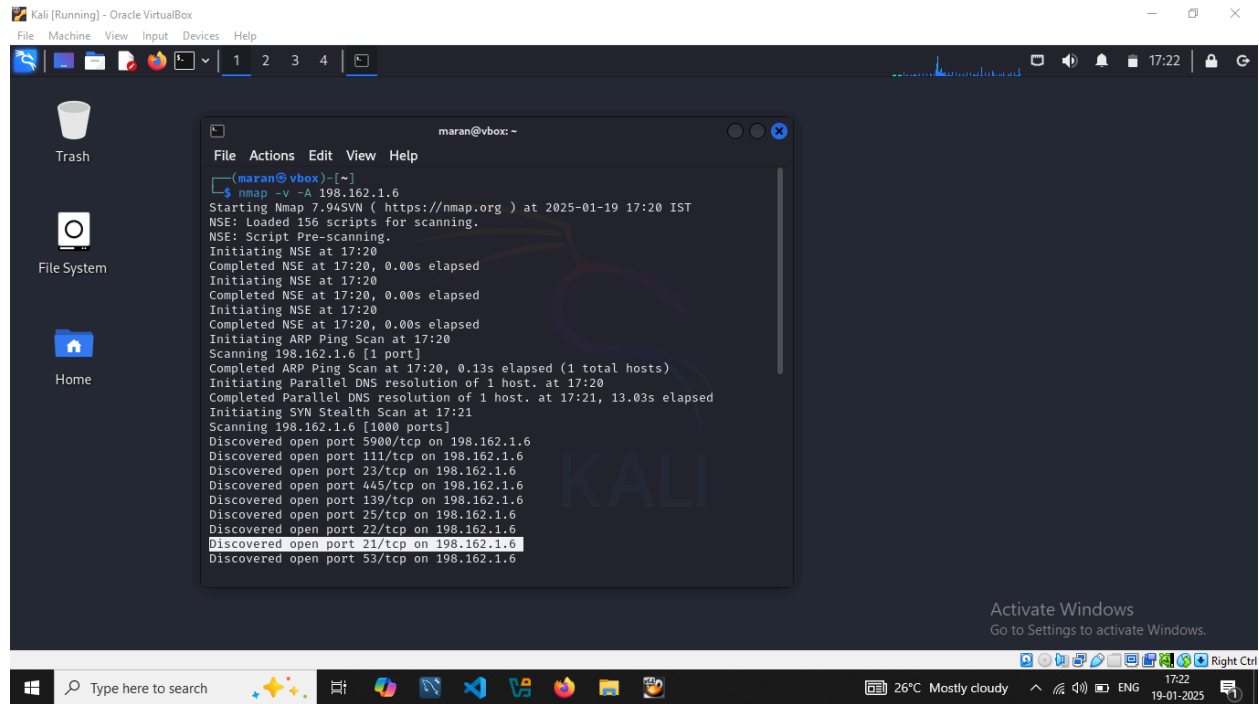 Kali [Running] - Oracle VirtualBox
File Machine View Input Devices Help
1 2 3 4
17:22
Trash
File System
Home
maran@vbox: ~
File Actions Edit View Help
┌──(maran㉿vbox)-[~]
└─$ nmap -v -A 198.162.1.6
Starting Nmap 7.94SVN ( https://nmap.org ) at 2025-01-19 17:20 IST
NSE: Loaded 156 scripts for scanning.
NSE: Script Pre-scanning.
Initiating NSE at 17:20
Completed NSE at 17:20, 0.00s elapsed
Initiating NSE at 17:20
Completed NSE at 17:20, 0.00s elapsed
Initiating NSE at 17:20
Completed NSE at 17:20, 0.00s elapsed
Initiating ARP Ping Scan at 17:20
Scanning 198.162.1.6 [1 port]
Completed ARP Ping Scan at 17:20, 0.13s elapsed (1 total hosts)
Initiating Parallel DNS resolution of 1 host. at 17:20
Completed Parallel DNS resolution of 1 host. at 17:21, 13.03s elapsed
Initiating SYN Stealth Scan at 17:21
Scanning 198.162.1.6 [1000 ports]
Discovered open port 5900/tcp on 198.162.1.6
Discovered open port 111/tcp on 198.162.1.6
Discovered open port 23/tcp on 198.162.1.6
Discovered open port 445/tcp on 198.162.1.6
Discovered open port 139/tcp on 198.162.1.6
Discovered open port 25/tcp on 198.162.1.6
Discovered open port 22/tcp on 198.162.1.6
Discovered open port 21/tcp on 198.162.1.6
Discovered open port 53/tcp on 198.162.1.6
KALI
Activate Windows
Go to Settings to activate Windows.
Right Ctrl
Type here to search
26°C Mostly cloudy
ENG
17:22
19-01-2025
1